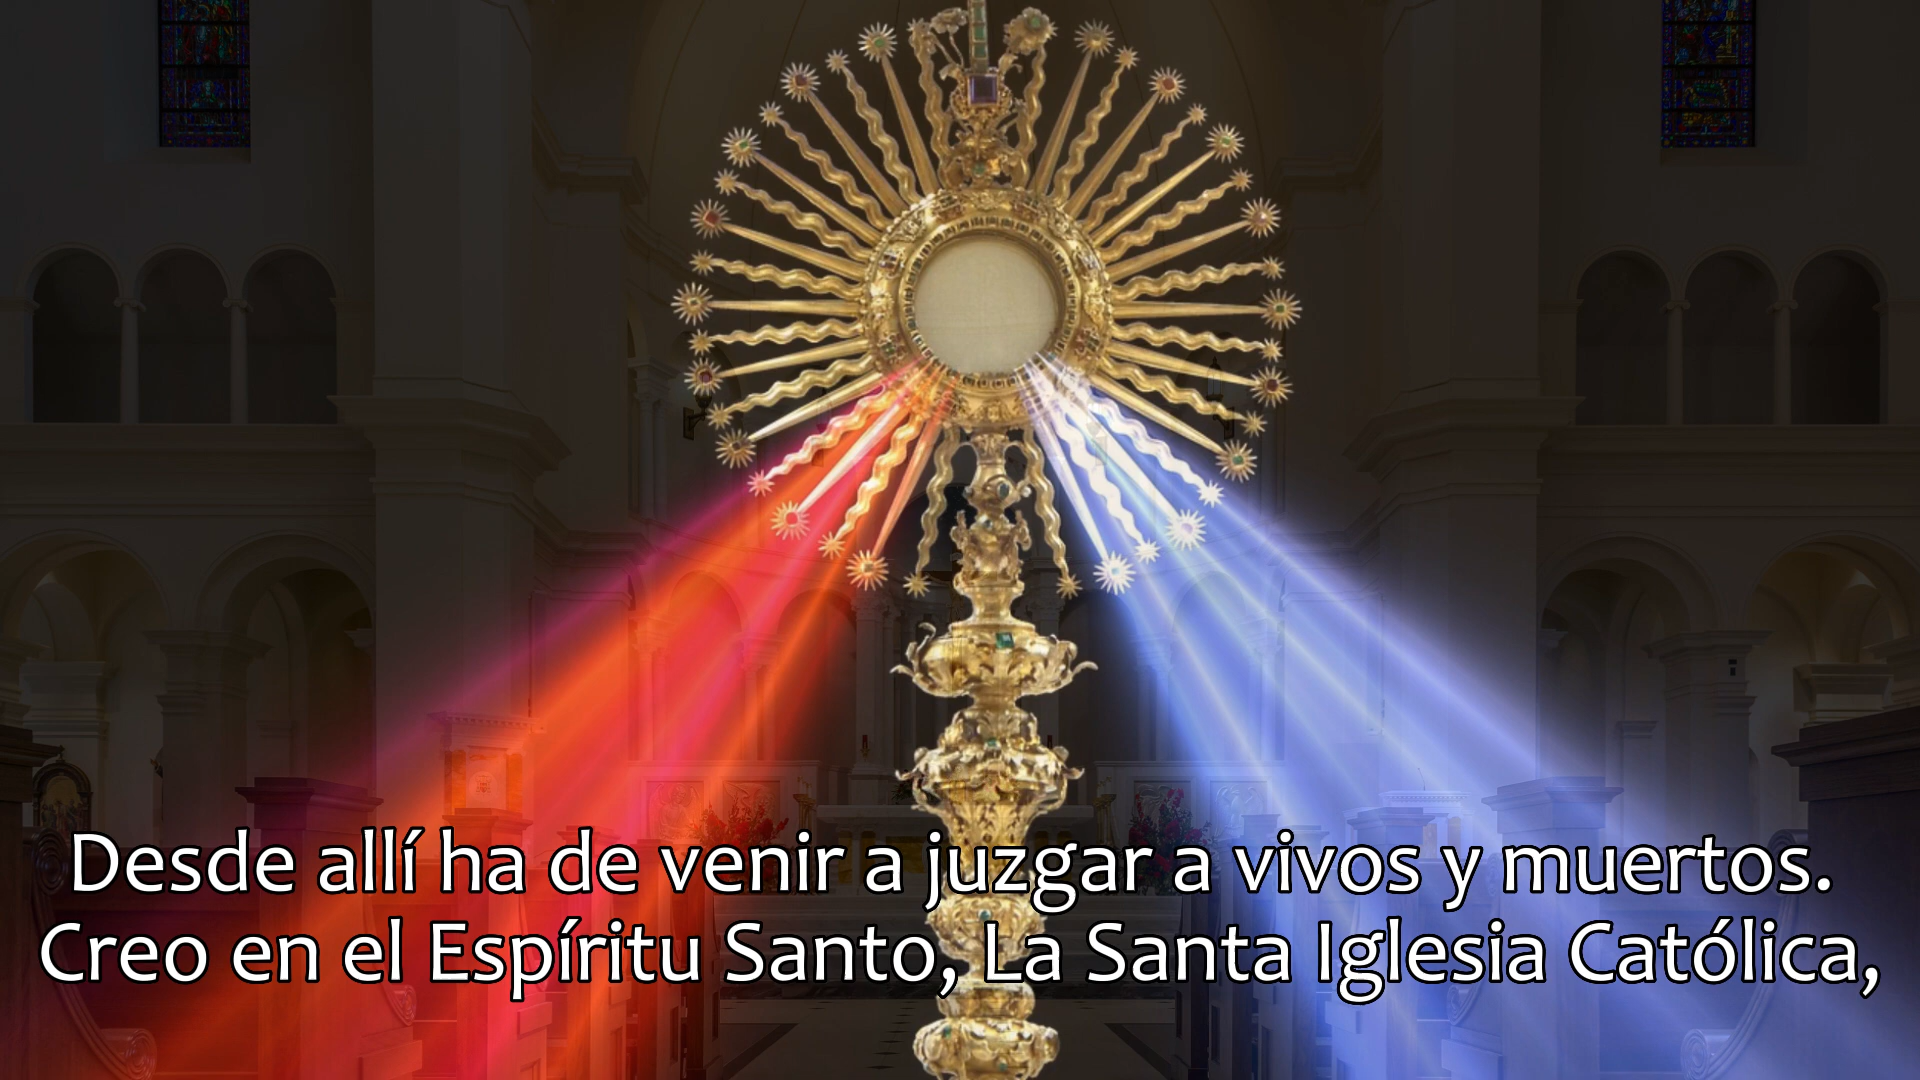 Desde allí ha de venir a juzgar a vivos y muertos.
Creo en el Espíritu Santo, La Santa Iglesia Católica,